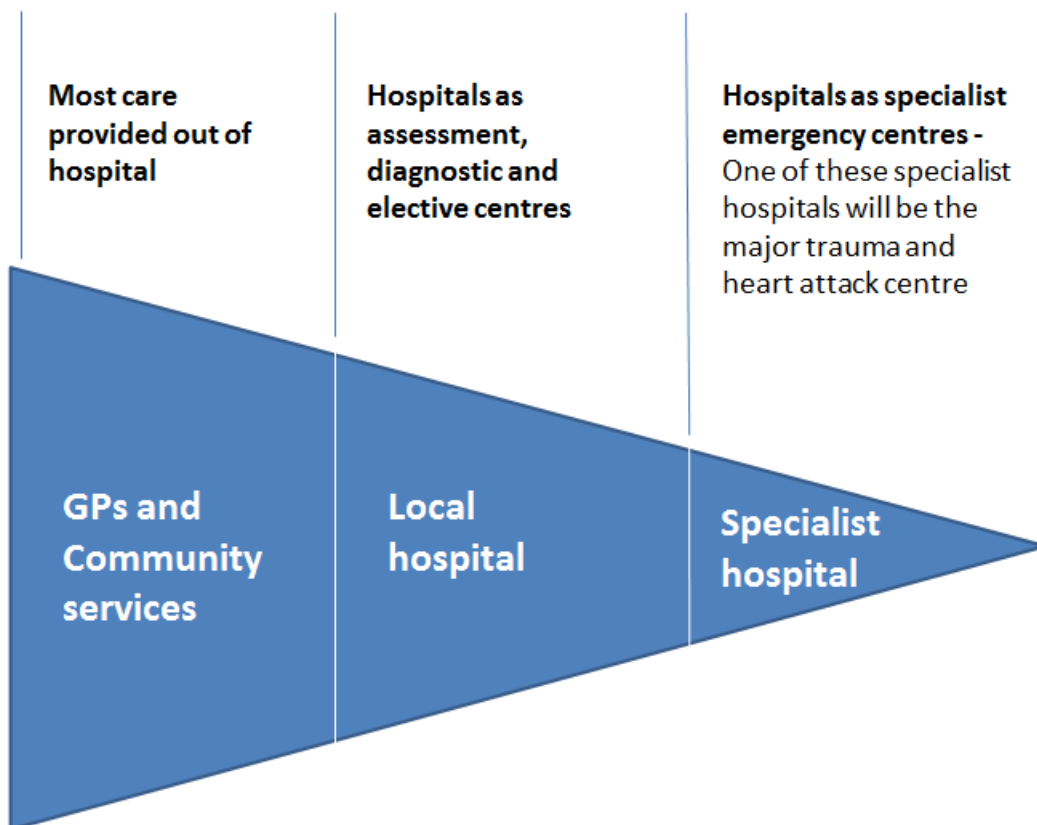 Most care
provided out of
hospital
Hospitals as
assessment,
diagnostic and
elective centres
Hospitals as specialist
emergency centres -
One of these specialist
hospitals will be the
major trauma and
heart attack centre
GPs and
Community
services
Local
hospital
Specialist
hospital